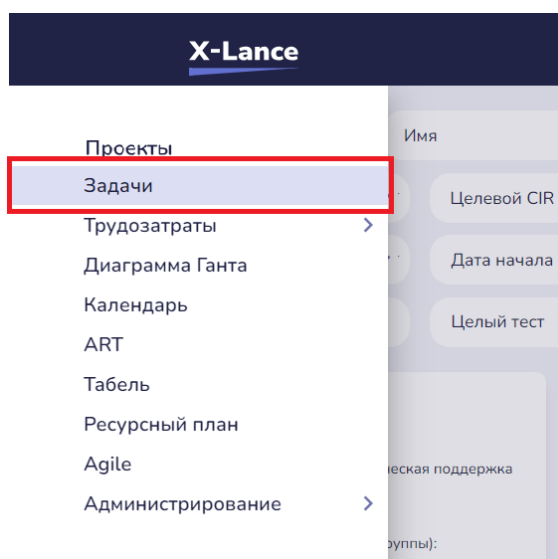 X-Lance
Проекты
Имя
Задачи
Целевой CIR
Трудозатраты
Диаграмма Ганта
Дата начала
Календарь
Целый тест
ART
Табель
Ресурсный план
Agile
ческая поддержка
Администрирование
руппы):